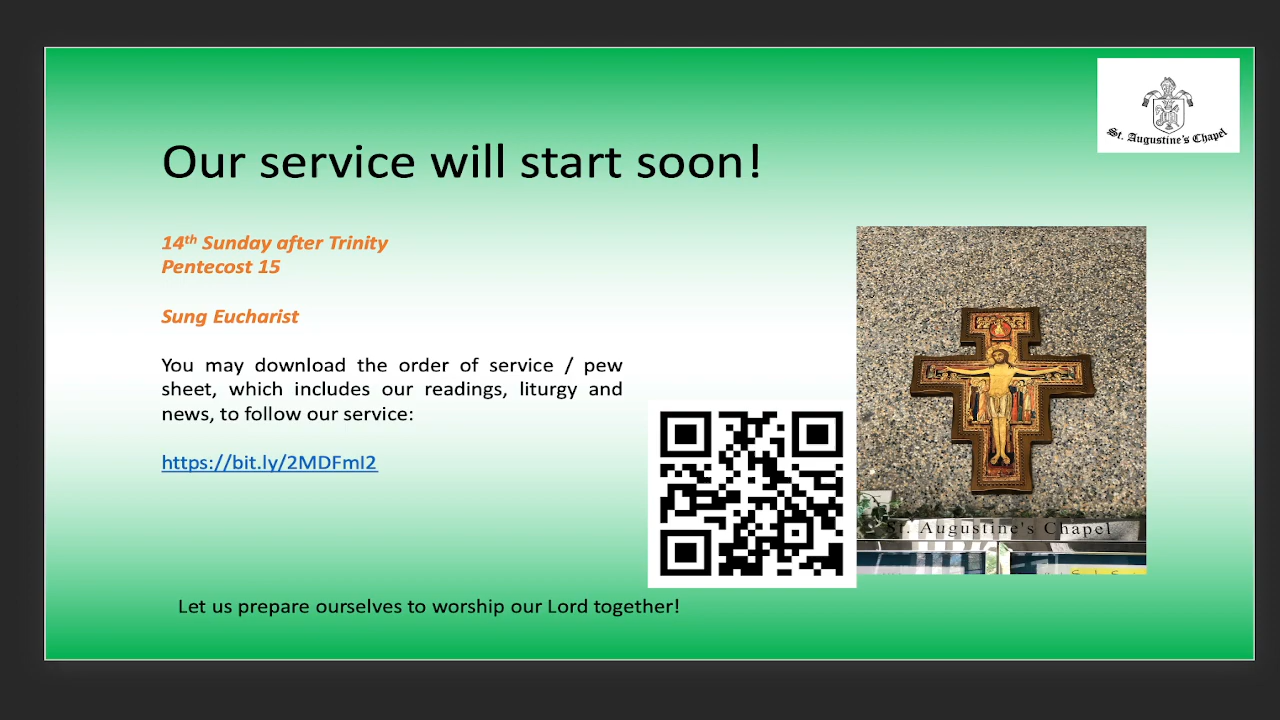 St. Augustine's Chapel
Our service will start soon!
14th Sunday after Trinity
Pentecost 15
Sung Eucharist
You may download the order of service / pew
sheet, which includes our readings, liturgy and
news, to follow our service:
https://bit.ly/2MDFmI2
St. Augustine's Chapel
Let us prepare ourselves to worship our Lord together!